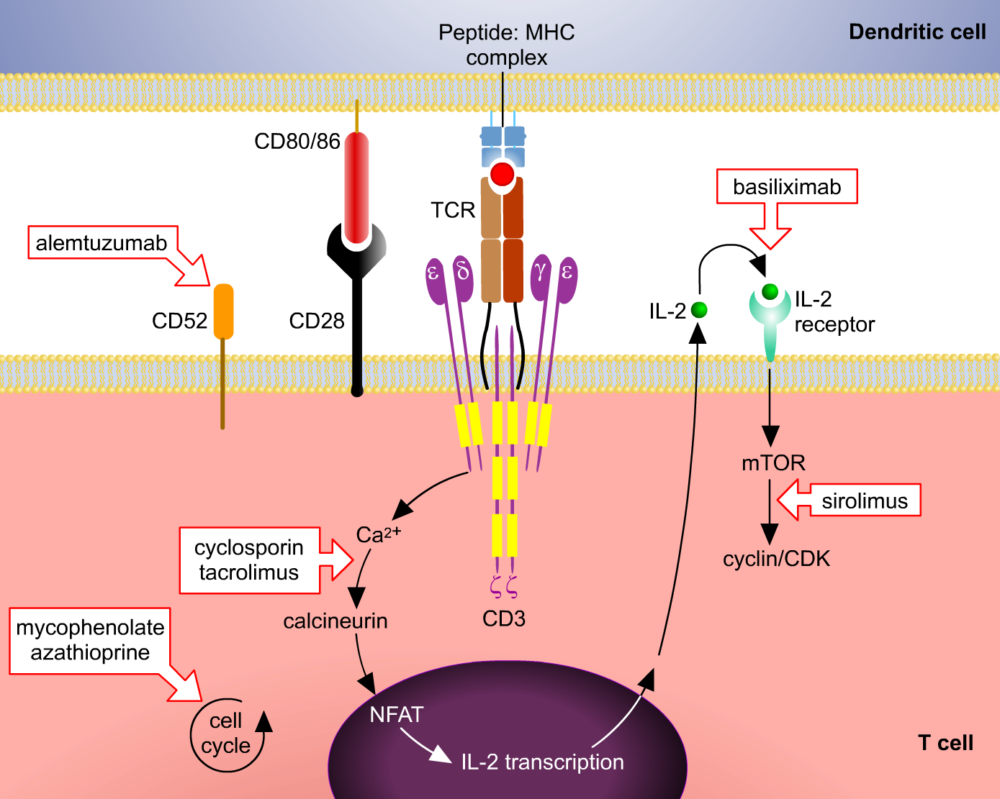 Peptide: MHC
complex
Dendritic cell
CD80/86
TCR
basiliximab
alemtuzumab
ε
δ
γ
ε
CD52
CD28
IL-2
IL-2
receptor
mTOR
sirolimus
cyclin/CDK
Ca²⁺
cyclosporin
tacrolimus
ζ ζ
CD3
calcineurin
mycophenolate
azathioprine
cell
cycle
NFAT
IL-2 transcription
T cell